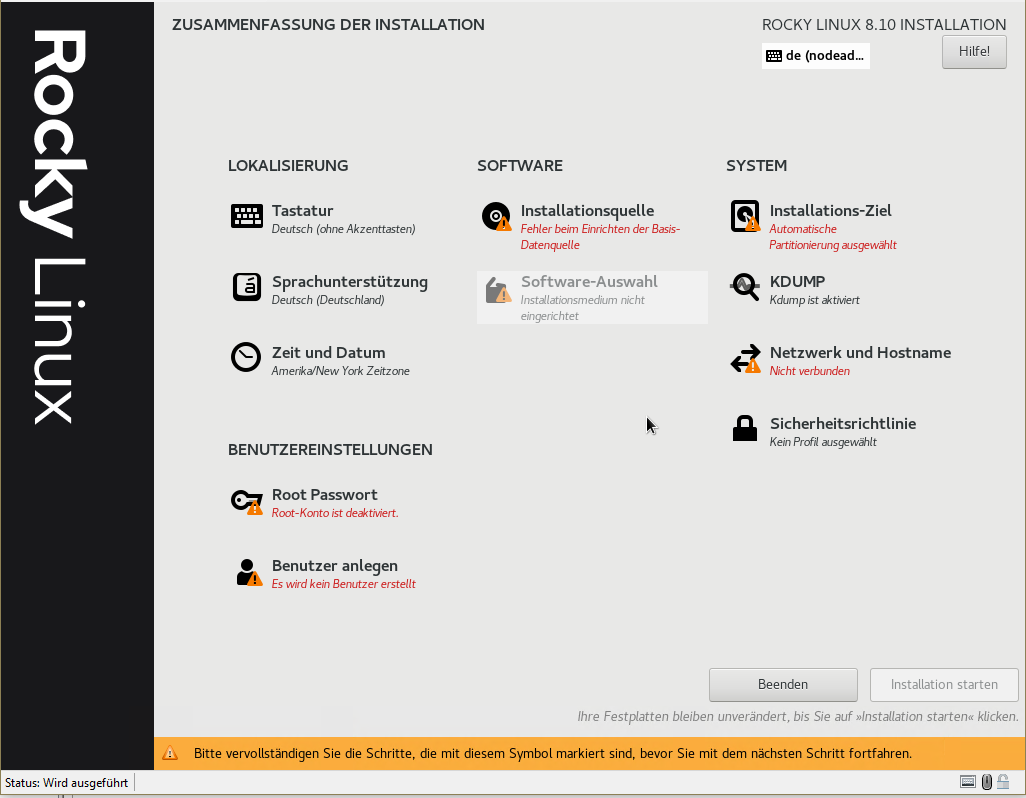 Rocky Linux
ZUSAMMENFASSUNG DER INSTALLATION
ROCKY LINUX 8.10 INSTALLATION
de (nodead...
Hilfe!
LOKALISIERUNG
Tastatur
Deutsch (ohne Akzenttasten)
Sprachunterstützung
Deutsch (Deutschland)
Zeit und Datum
Amerika/New York Zeitzone
BENUTZEREINSTELLUNGEN
Root Passwort
Root-Konto ist deaktiviert.
Benutzer anlegen
Es wird kein Benutzer erstellt
SOFTWARE
Installationsquelle
Fehler beim Einrichten der Basis-
Datenquelle
Software-Auswahl
Installationsmedium nicht
eingerichtet
SYSTEM
Installations-Ziel
Automatische
Partitionierung ausgewählt
KDUMP
Kdump ist aktiviert
Netzwerk und Hostname
Nicht verbunden
Sicherheitsrichtlinie
Kein Profil ausgewählt
Beenden
Installation starten
Ihre Festplatten bleiben unverändert, bis Sie auf »Installation starten« klicken.
Bitte vervollständigen Sie die Schritte, die mit diesem Symbol markiert sind, bevor Sie mit dem nächsten Schritt fortfahren.
Status: Wird ausgeführt